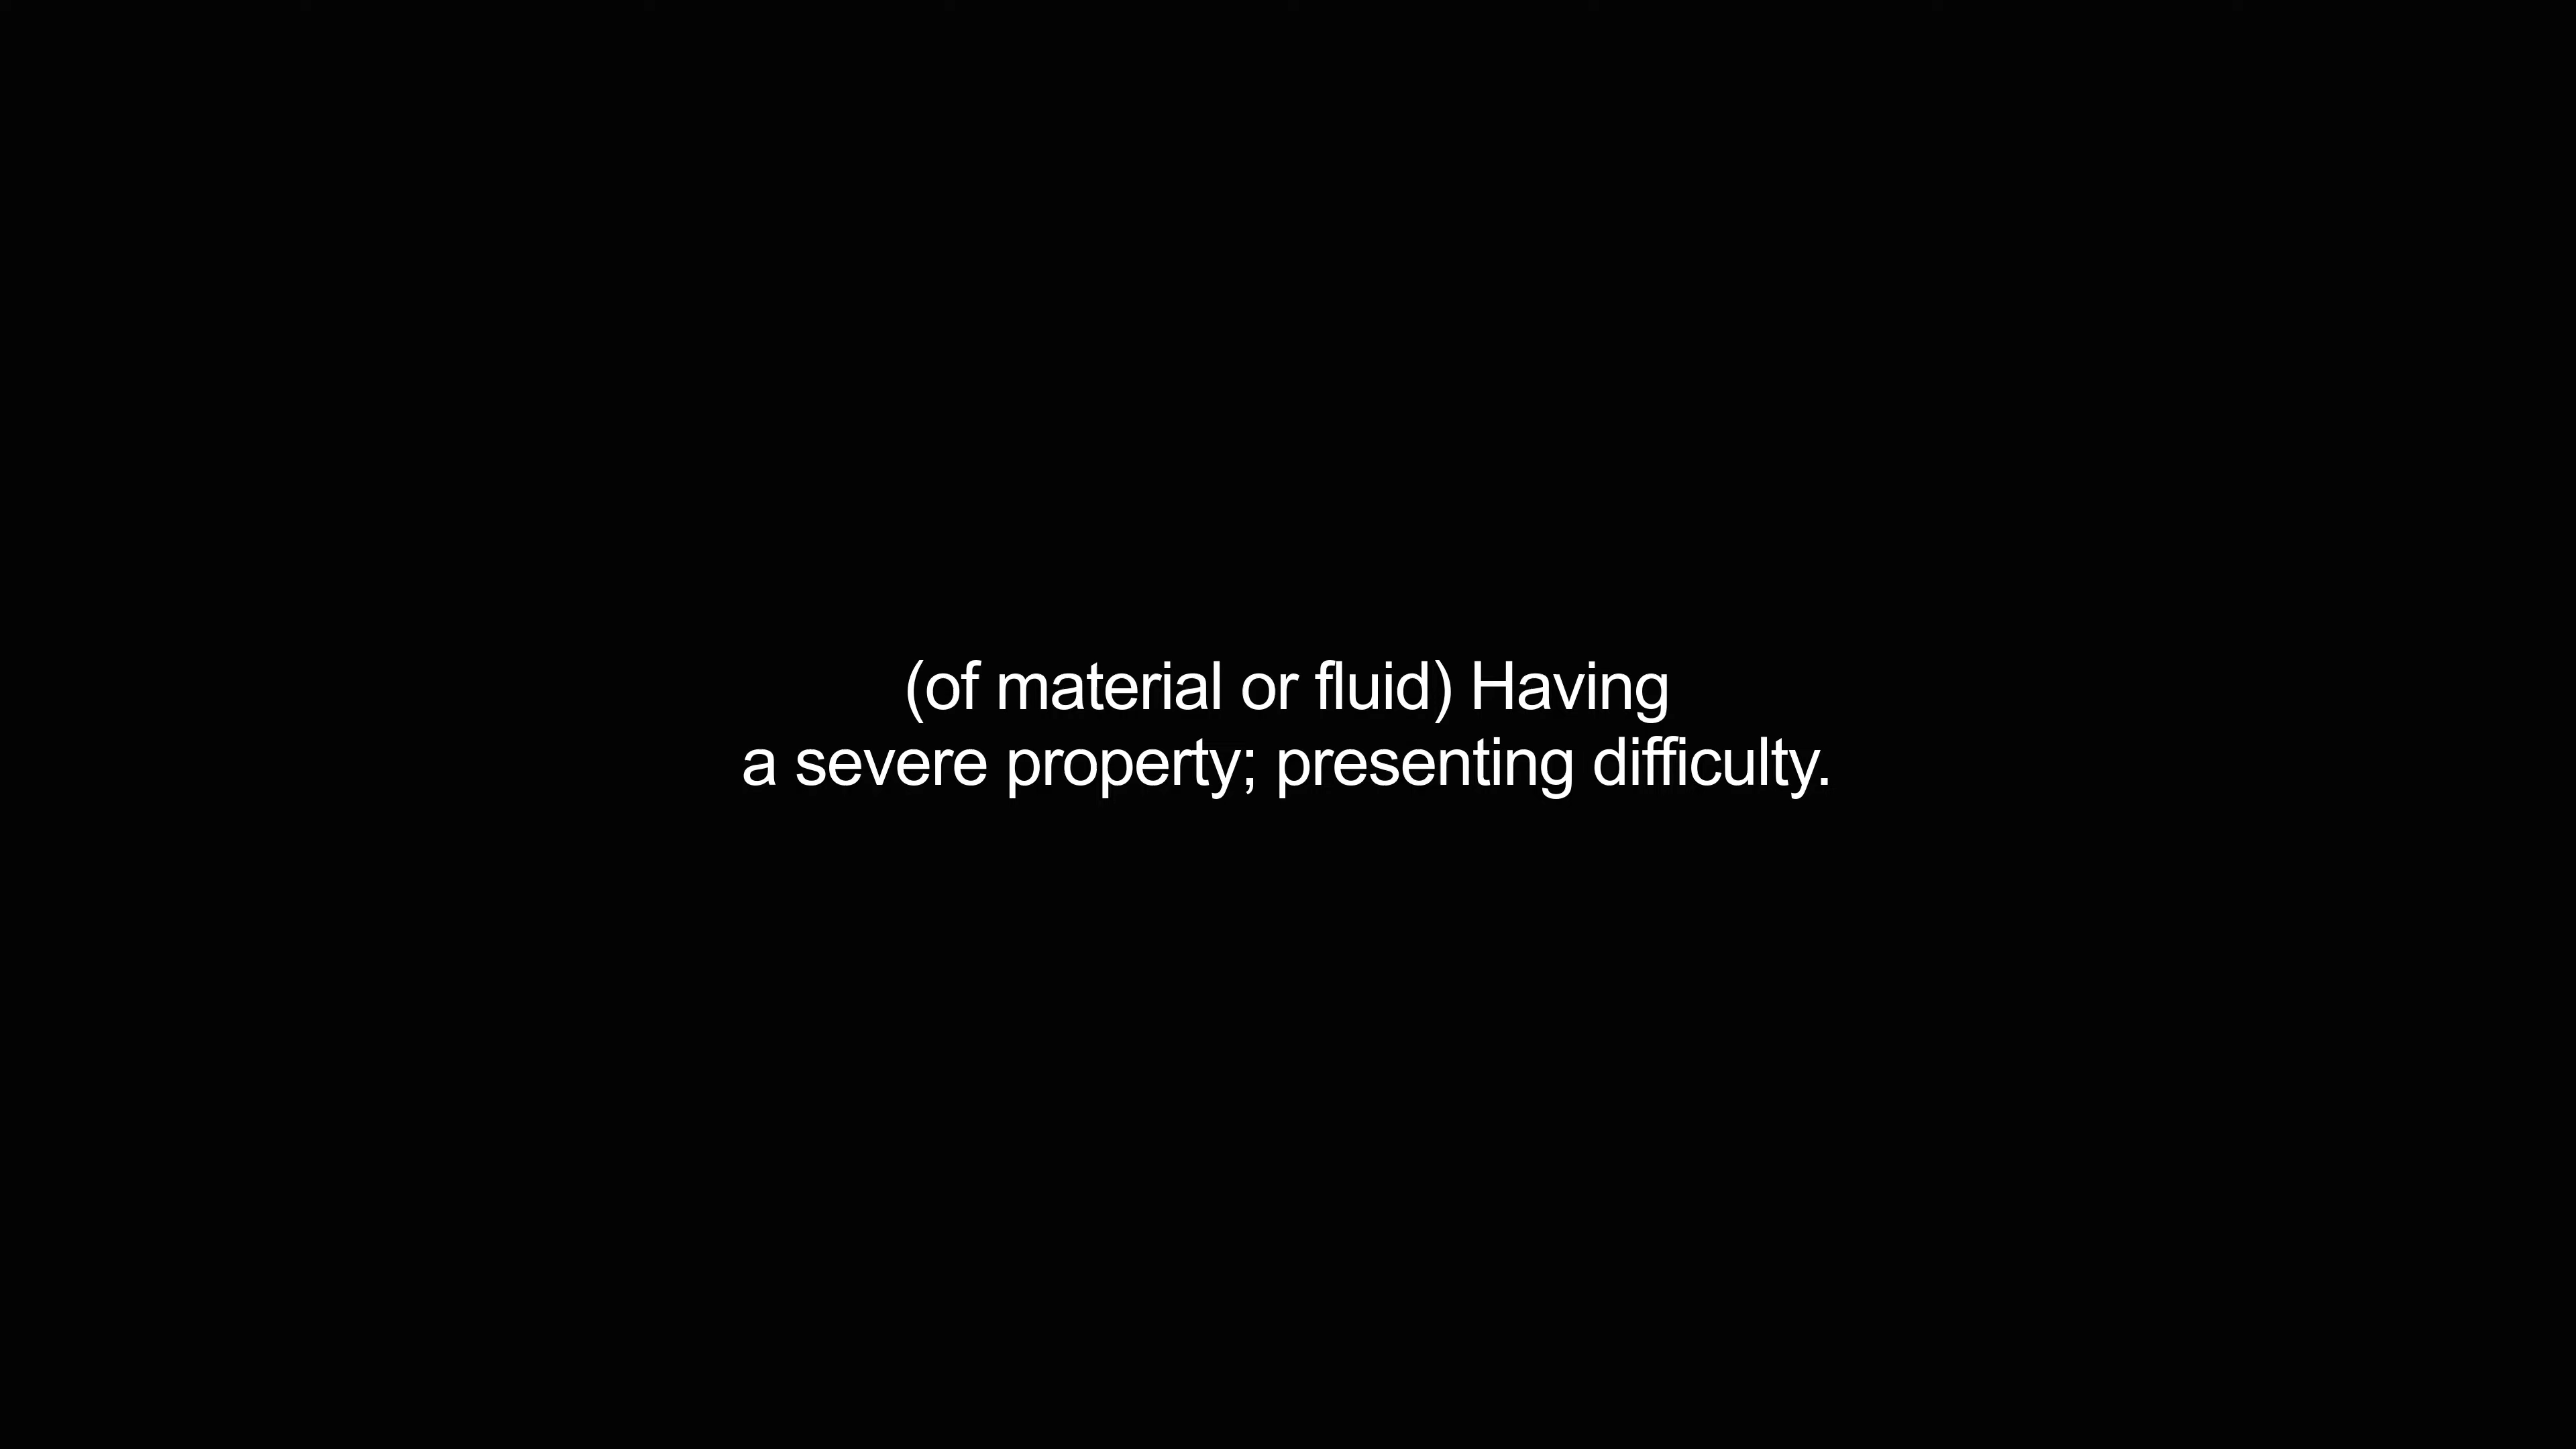 (of material or fluid) Having
a severe property; presenting difficulty.